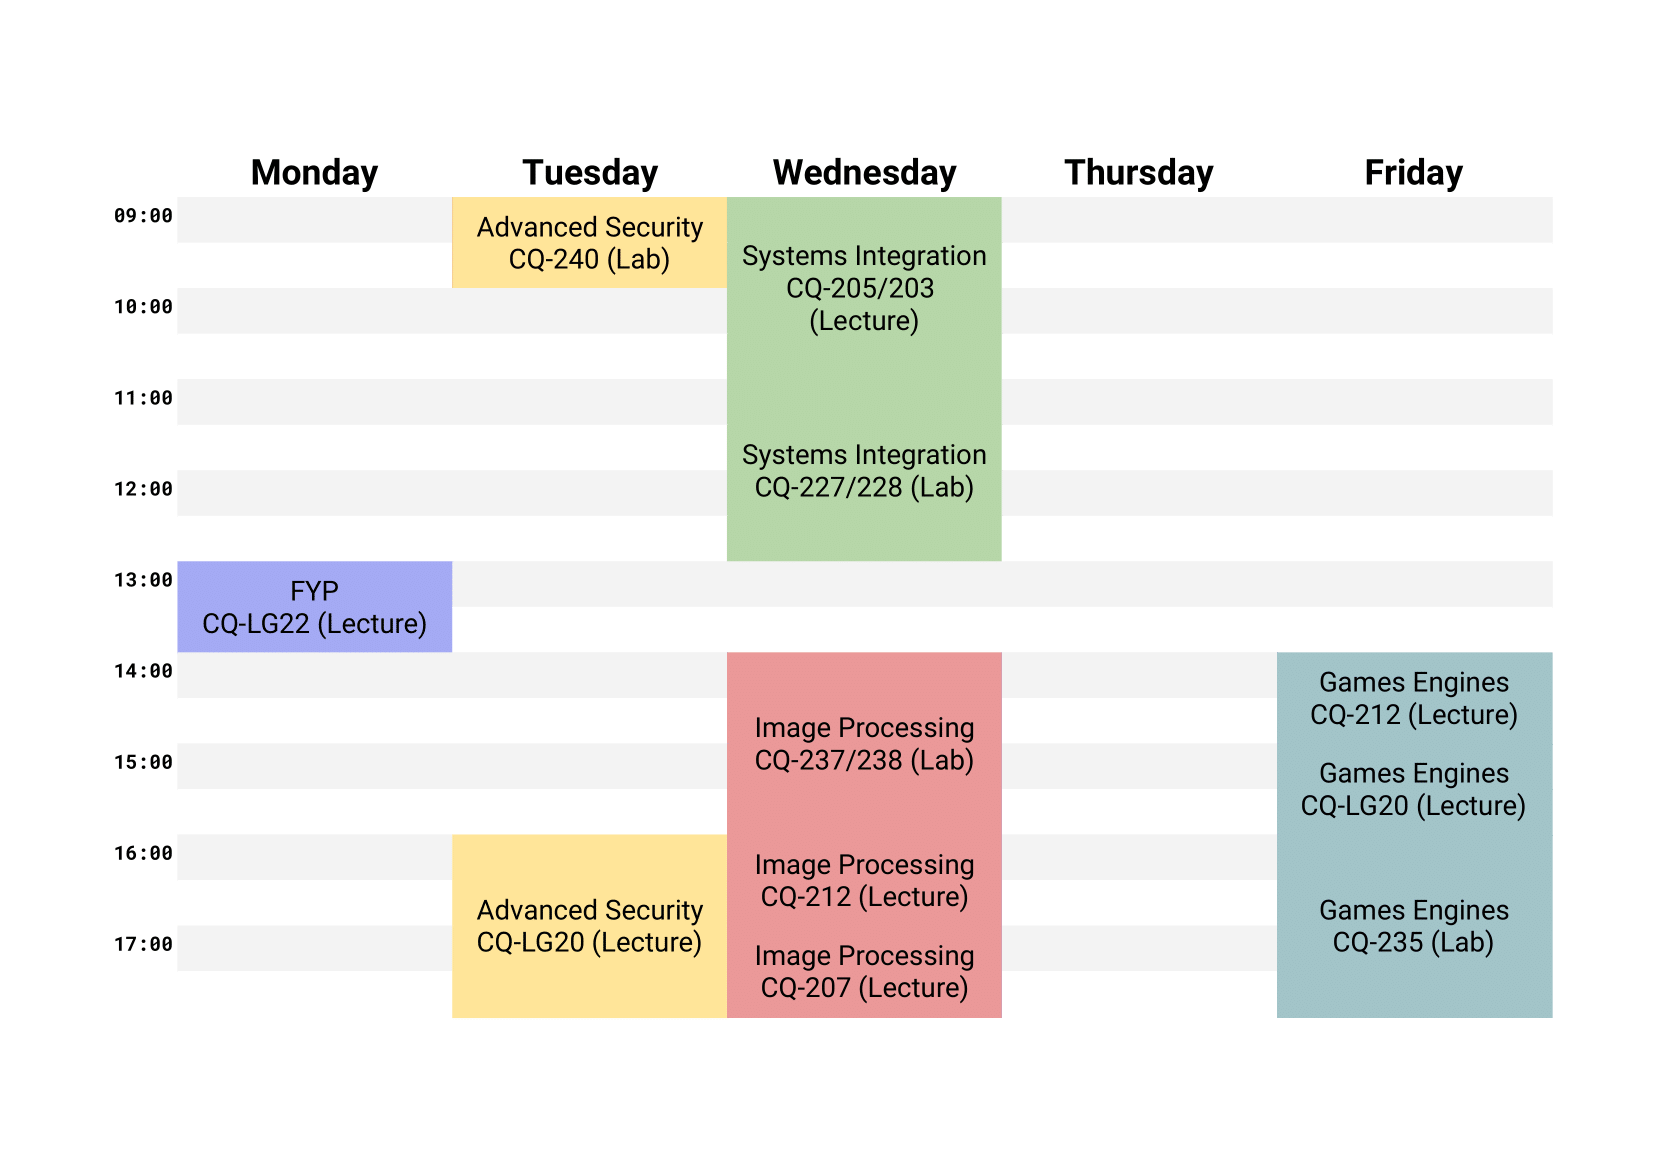 Monday
Tuesday
Wednesday
Thursday
Friday
09:00
Advanced Security
CQ-240 (Lab)
Systems Integration
CQ-205/203
(Lecture)
10:00
11:00
Systems Integration
CQ-227/228 (Lab)
12:00
13:00
FYP
CQ-LG22 (Lecture)
14:00
Image Processing
CQ-237/238 (Lab)
Games Engines
CQ-212 (Lecture)
15:00
Games Engines
CQ-LG20 (Lecture)
16:00
Advanced Security
CQ-LG20 (Lecture)
Image Processing
CQ-212 (Lecture)
Games Engines
CQ-235 (Lab)
17:00
Image Processing
CQ-207 (Lecture)